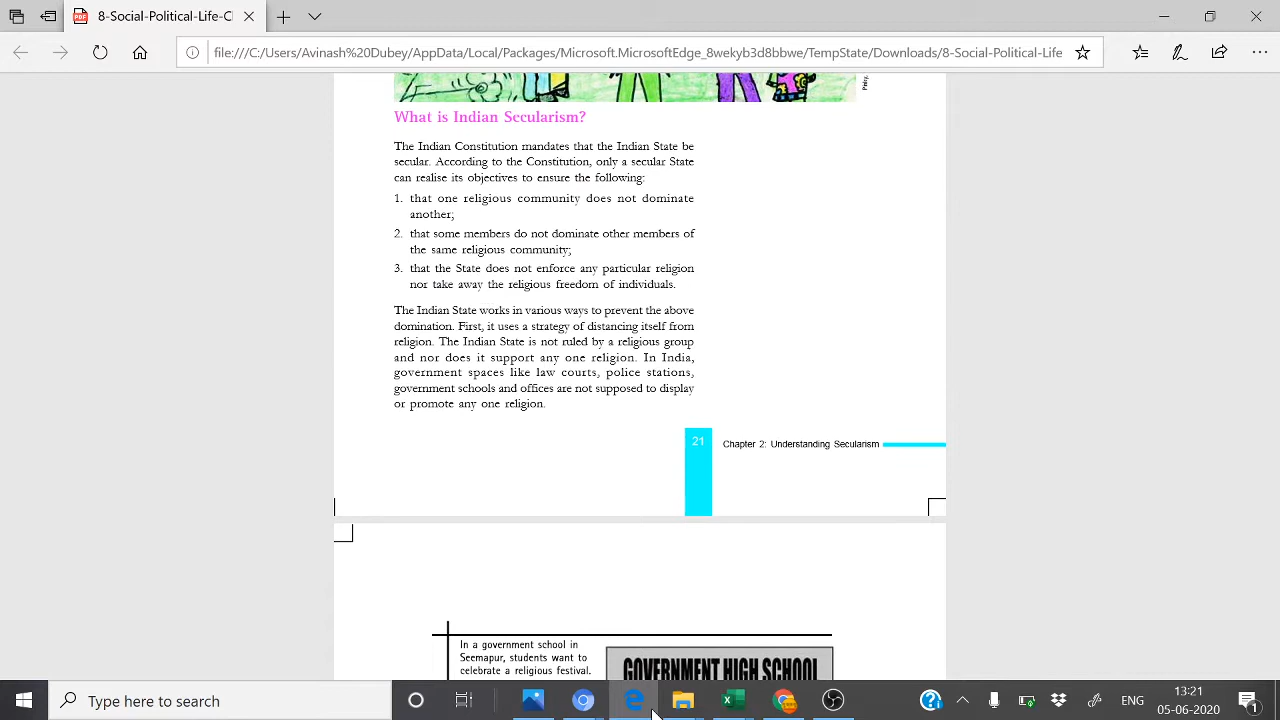 8-Social-Political-Life-C
file:///C:/Users/Avinash%20Dubey/AppData/Local/Packages/Microsoft.MicrosoftEdge_8wekyb3d8bbwe/TempState/Downloads/8-Social-Political-Life
What is Indian Secularism?
The Indian Constitution mandates that the Indian State be
secular. According to the Constitution, only a secular State
can realise its objectives to ensure the following:
1. that one religious community does not dominate
another;
2. that some members do not dominate other members of
the same religious community;
3. that the State does not enforce any particular religion
nor take away the religious freedom of individuals.
The Indian State works in various ways to prevent the above
domination. First, it uses a strategy of distancing itself from
religion. The Indian State is not ruled by a religious group
and nor does it support any one religion. In India,
government spaces like law courts, police stations,
government schools and offices are not supposed to display
or promote any one religion.
21
Chapter 2: Understanding Secularism
In a government school in
Seemapur, students want to
celebrate a religious festival.
GOVERNMENT HIGH SCHOOL
Type here to search
ENG
13:21
05-06-2020
1